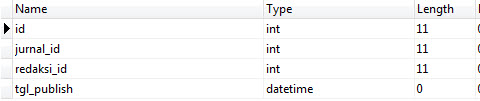 Name Type Length
id int 11
jurnal_id int 11
redaksi_id int 11
tgl_publish datetime 0